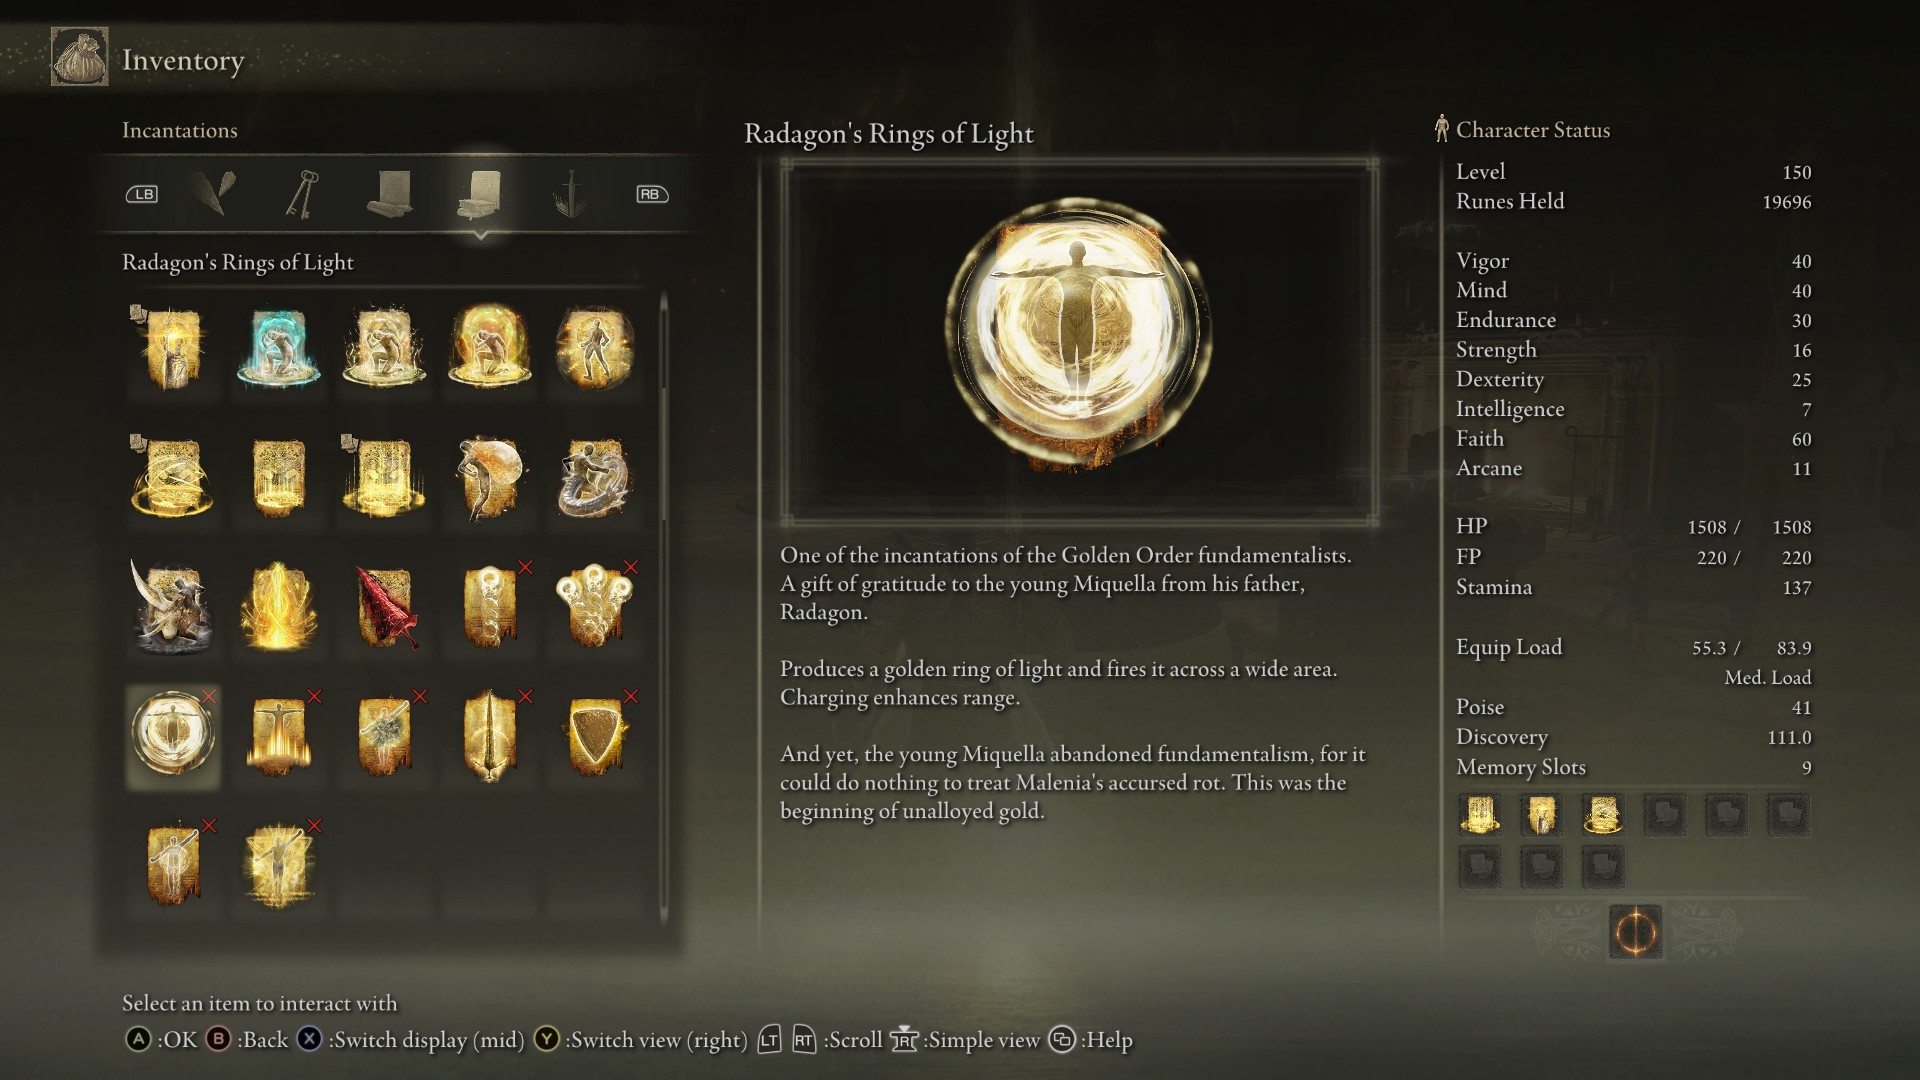 Inventory
Incantations
LB
RB
Radagon's Rings of Light
Radagon's Rings of Light
One of the incantations of the Golden Order fundamentalists.
A gift of gratitude to the young Miquella from his father,
Radagon.
Produces a golden ring of light and fires it across a wide area.
Charging enhances range.
And yet, the young Miquella abandoned fundamentalism, for it
could do nothing to treat Malenia's accursed rot. This was the
beginning of unalloyed gold.
Character Status
Level 150
Runes Held 19696
Vigor 40
Mind 40
Endurance 30
Strength 16
Dexterity 25
Intelligence 7
Faith 60
Arcane 11
HP 1508 / 1508
FP 220 / 220
Stamina 137
Equip Load 55.3 / 83.9
Med. Load
Poise 41
Discovery 111.0
Memory Slots 9
Select an item to interact with
A :OK B :Back X :Switch display (mid) Y :Switch view (right) LT RT :Scroll R :Simple view :Help